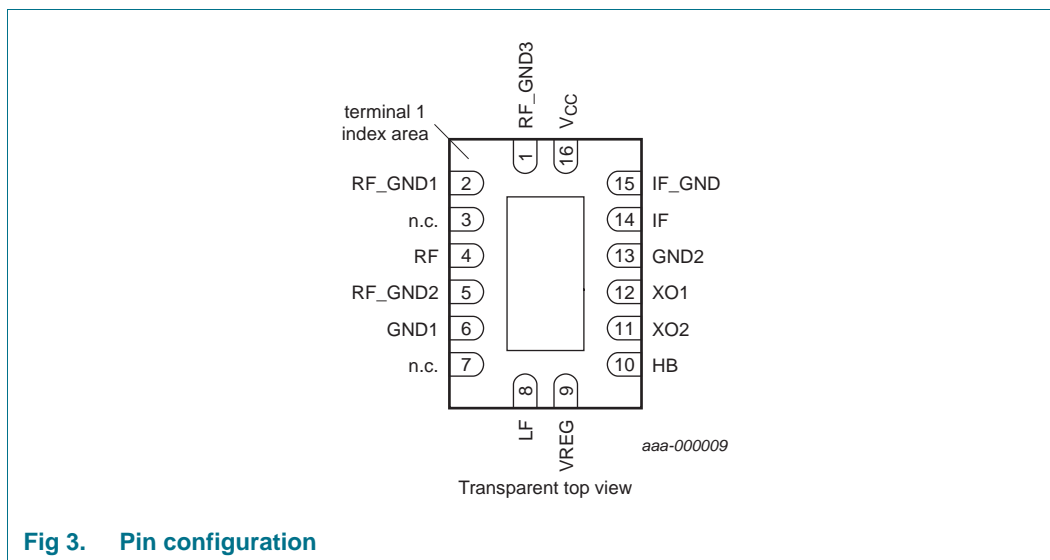 RF_GND3
VCC
terminal 1
index area
1
16
RF_GND1 2
15 IF_GND
n.c. 3
14 IF
RF 4
13 GND2
RF_GND2 5
12 XO1
GND1 6
11 XO2
n.c. 7
10 HB
8
9
LF
VREG
aaa-000009
Transparent top view
Fig 3. Pin configuration